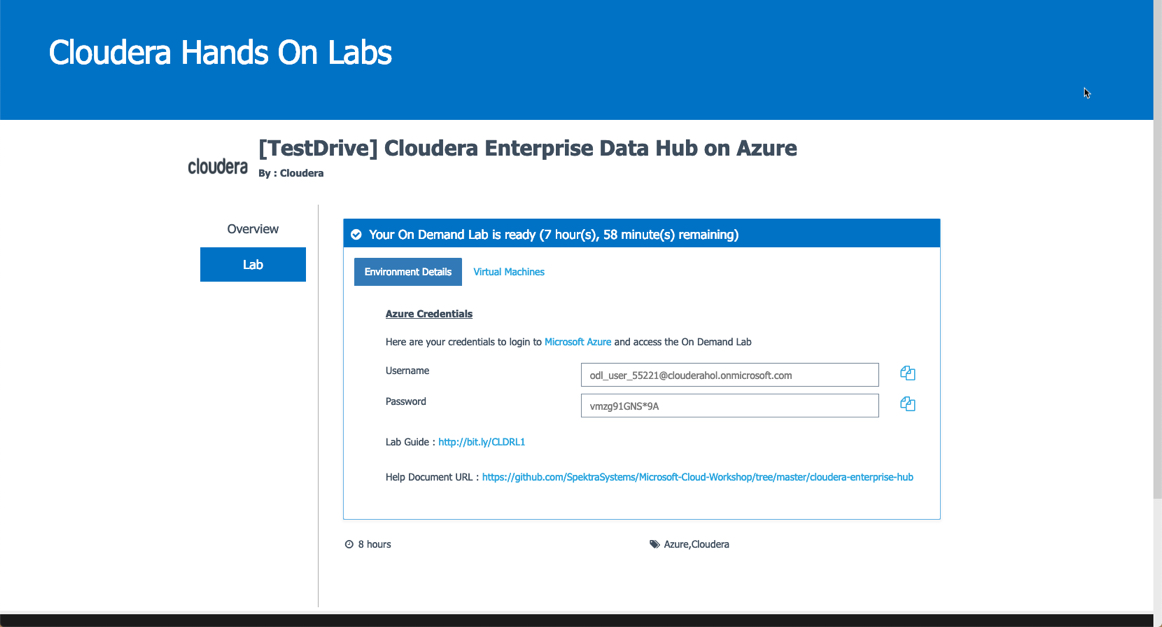 Cloudera Hands On Labs
[TestDrive] Cloudera Enterprise Data Hub on Azure
cloudera
By : Cloudera
Overview
Lab
Your On Demand Lab is ready (7 hour(s), 58 minute(s) remaining)
Environment Details Virtual Machines
Azure Credentials
Here are your credentials to login to Microsoft Azure and access the On Demand Lab
Username odl_user_55221@clouderahol.onmicrosoft.com
Password vmzg91GNS*9A
Lab Guide : http://bit.ly/CLDRL1
Help Document URL : https://github.com/SpektraSystems/Microsoft-Cloud-Workshop/tree/master/cloudera-enterprise-hub
8 hours Azure,Cloudera